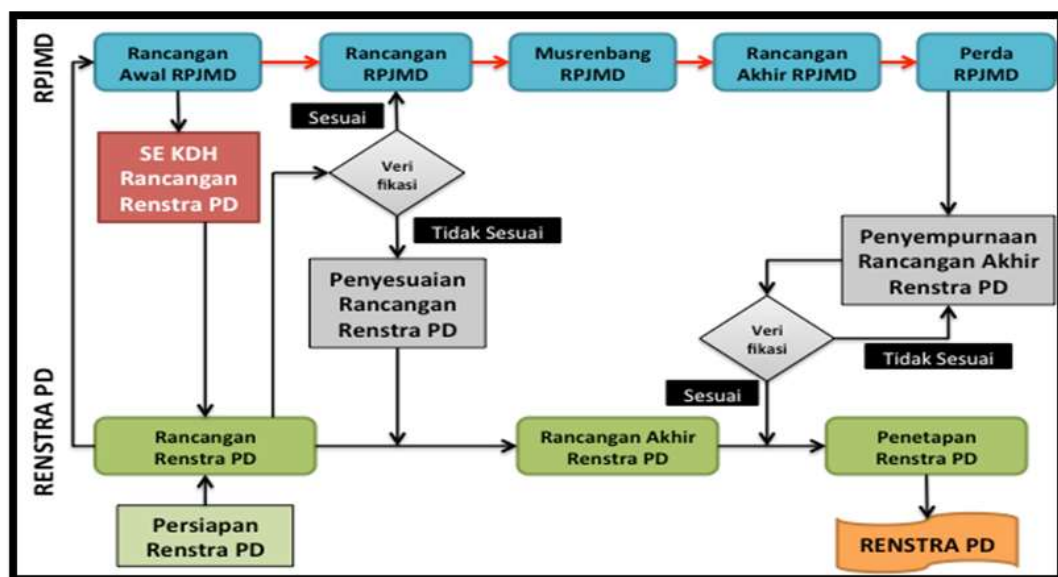 RPJMD
Rancangan
Awal RPJMD
Rancangan
RPJMD
Musrenbang
RPJMD
Rancangan
Akhir RPJMD
Perda
RPJMD
Sesuai
SE KDH
Rancangan
Renstra PD
Veri
fikasi
Tidak Sesuai
Penyesuaian
Rancangan
Renstra PD
Penyempurnaan
Rancangan Akhir
Renstra PD
Veri
fikasi
Tidak Sesuai
Sesuai
RENSTRA PD
Rancangan
Renstra PD
Rancangan Akhir
Renstra PD
Penetapan
Renstra PD
Persiapan
Renstra PD
RENSTRA PD